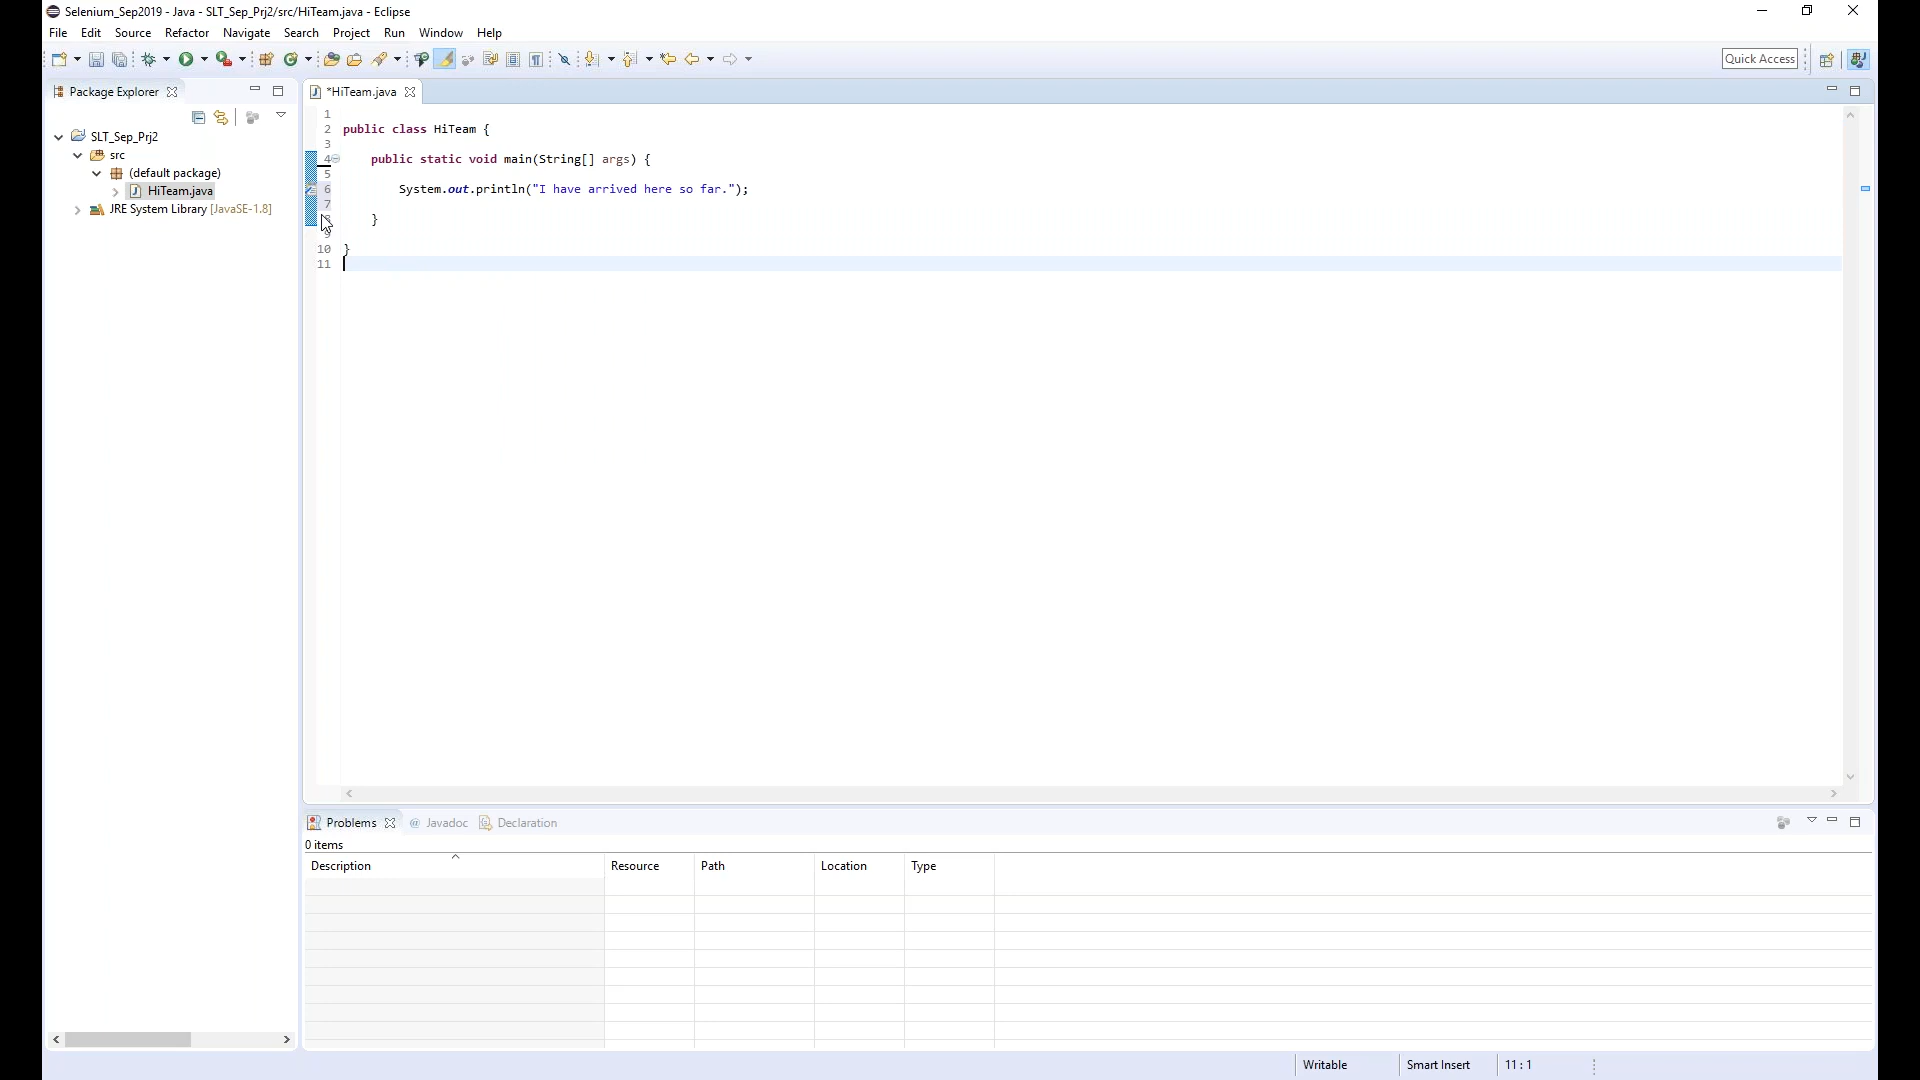 Selenium_Sep2019 - Java - SLT_Sep_Prj2/src/HiTeam.java - Eclipse
File Edit Source Refactor Navigate Search Project Run Window Help
Quick Access
Package Explorer
SLT_Sep_Prj2
src
(default package)
HiTeam.java
JRE System Library [JavaSE-1.8]
*HiTeam.java
1
2 public class HiTeam {
3
4 public static void main(String[] args) {
5
6 System.out.println("I have arrived here so far.");
7
8 }
9
10 }
11
Problems @ Javadoc Declaration
0 items
Description Resource Path Location Type
Writable Smart Insert 11 : 1